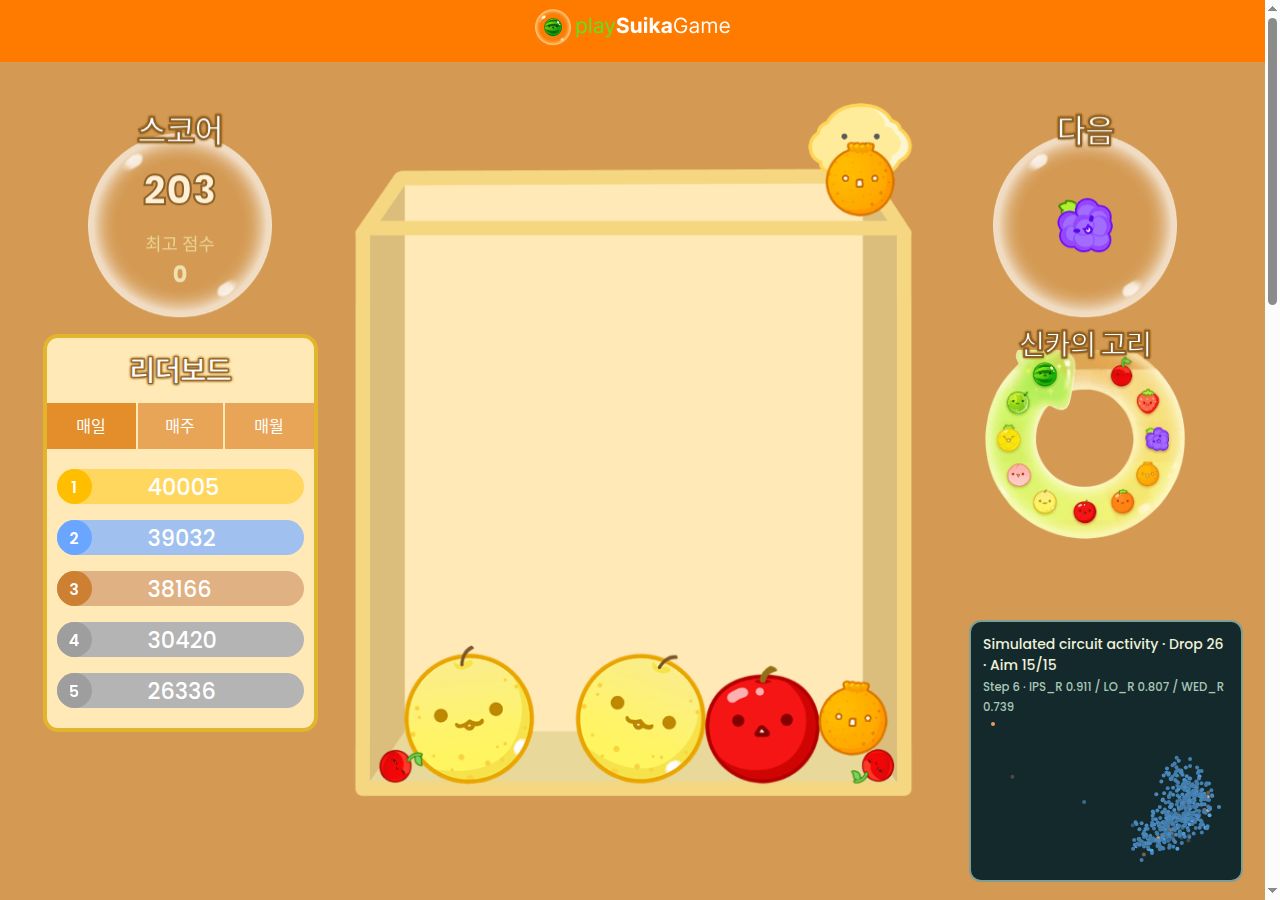 playSuikaGame
스코어
203
최고 점수
0
리더보드
매일 매주 매월
1 40005
2 39032
3 38166
4 30420
5 26336
다음
신카의 고리
Simulated circuit activity · Drop 26
· Aim 15/15
Step 6 · IPS_R 0.911 / LO_R 0.807 / WED_R
0.739